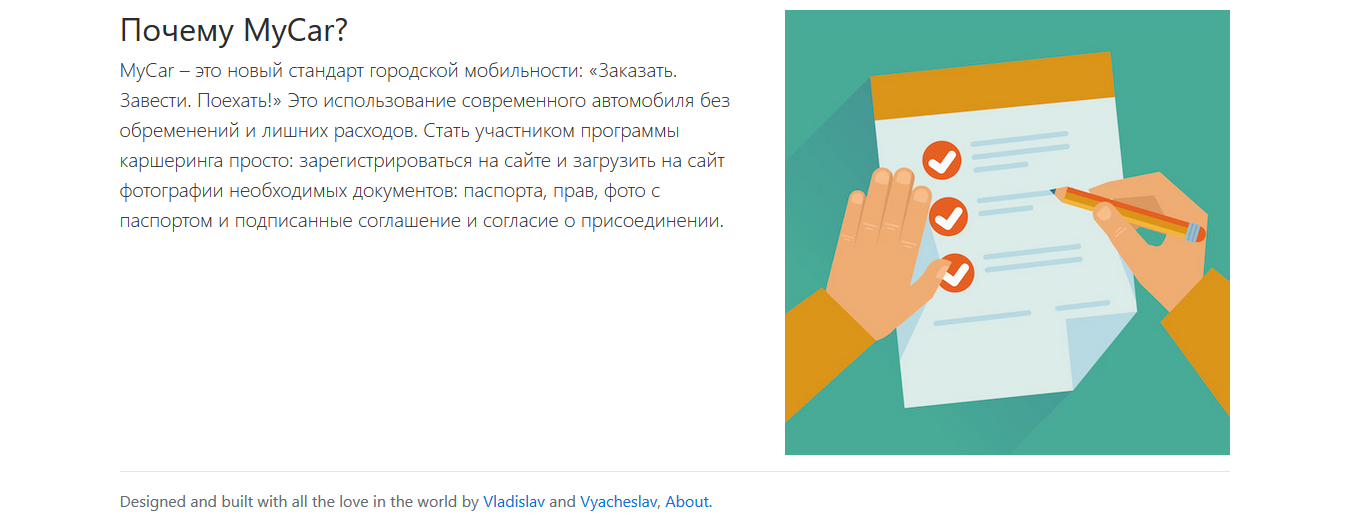 Почему MyCar?
MyCar – это новый стандарт городской мобильности: «Заказать.
Завести. Поехать!» Это использование современного автомобиля без
обременений и лишних расходов. Стать участником программы
каршеринга просто: зарегистрироваться на сайте и загрузить на сайт
фотографии необходимых документов: паспорта, прав, фото с
паспортом и подписанные соглашение и согласие о присоединении.
Designed and built with all the love in the world by Vladislav and Vyacheslav, About.